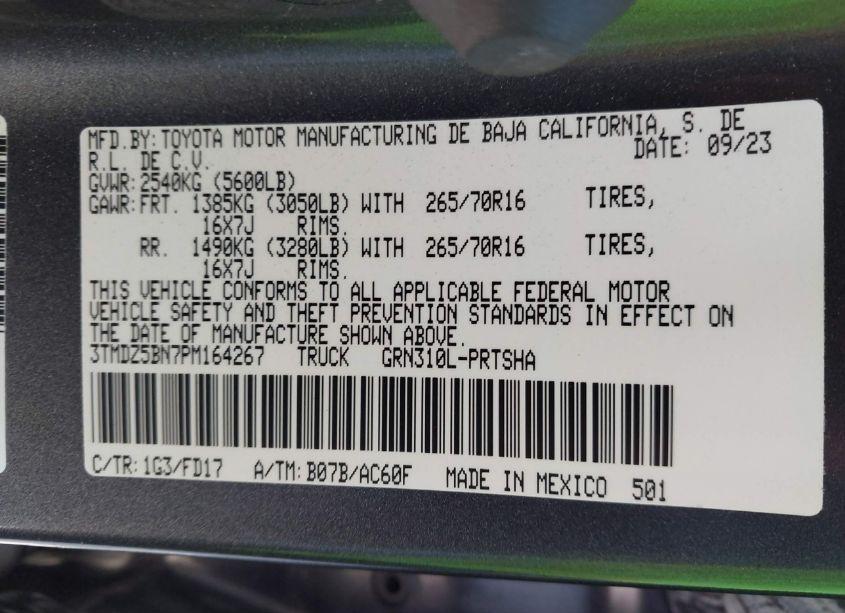 MFD.BY: TOYOTA MOTOR MANUFACTURING DE BAJA CALIFORNIA, S. DE
R.L. DE C.V. DATE: 09/23
GVWR: 2540KG (5600LB)
GAWR: FRT. 1385KG (3050LB) WITH 265/70R16 TIRES,
16X7J RIMS.
RR. 1490KG (3280LB) WITH 265/70R16 TIRES,
16X7J RIMS.
THIS VEHICLE CONFORMS TO ALL APPLICABLE FEDERAL MOTOR
VEHICLE SAFETY AND THEFT PREVENTION STANDARDS IN EFFECT ON
THE DATE OF MANUFACTURE SHOWN ABOVE.
3TMDZ5BN7PM164267 TRUCK GRN310L-PRTSHA
C/TR: 1G3/FD17 A/TM: B07B/AC60F MADE IN MEXICO 501